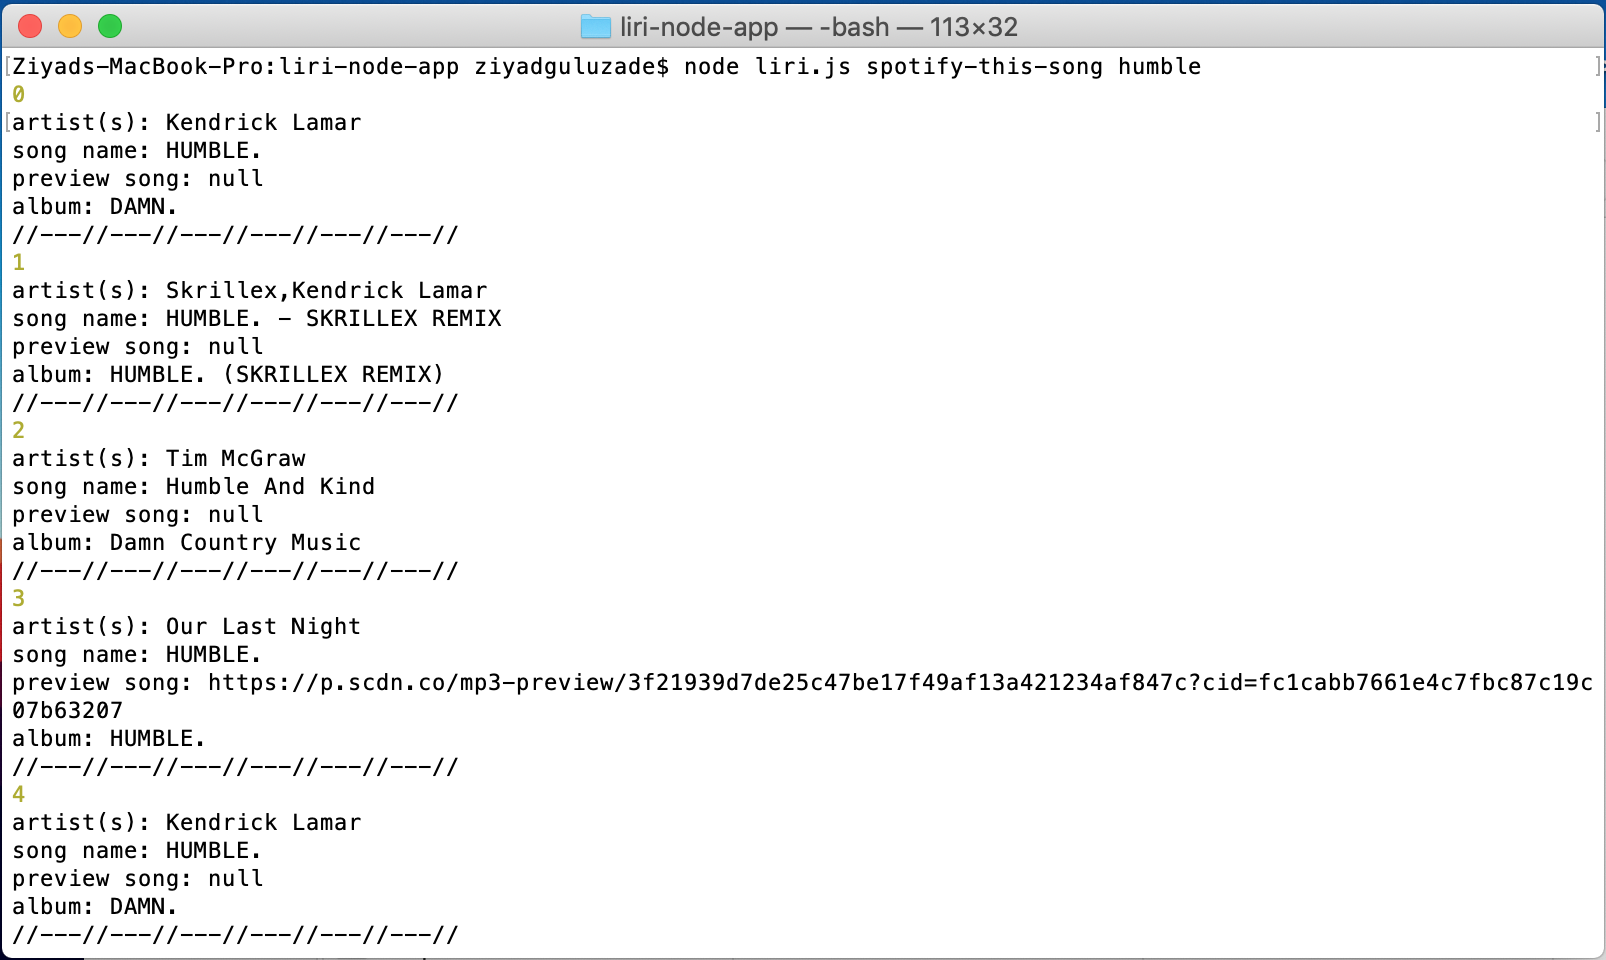 liri-node-app — -bash — 113×32
[Ziyads-MacBook-Pro:liri-node-app ziyadguluzade$ node liri.js spotify-this-song humble ]
0
[artist(s): Kendrick Lamar ]
song name: HUMBLE.
preview song: null
album: DAMN.
//---//---//---//---//---//---//
1
artist(s): Skrillex,Kendrick Lamar
song name: HUMBLE. - SKRILLEX REMIX
preview song: null
album: HUMBLE. (SKRILLEX REMIX)
//---//---//---//---//---//---//
2
artist(s): Tim McGraw
song name: Humble And Kind
preview song: null
album: Damn Country Music
//---//---//---//---//---//---//
3
artist(s): Our Last Night
song name: HUMBLE.
preview song: https://p.scdn.co/mp3-preview/3f21939d7de25c47be17f49af13a421234af847c?cid=fc1cabb7661e4c7fbc87c19c
07b63207
album: HUMBLE.
//---//---//---//---//---//---//
4
artist(s): Kendrick Lamar
song name: HUMBLE.
preview song: null
album: DAMN.
//---//---//---//---//---//---//